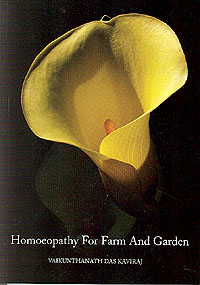 Homoeopathy For Farm And Garden
VAIKUNTHANATH DAS KAVIRAJ